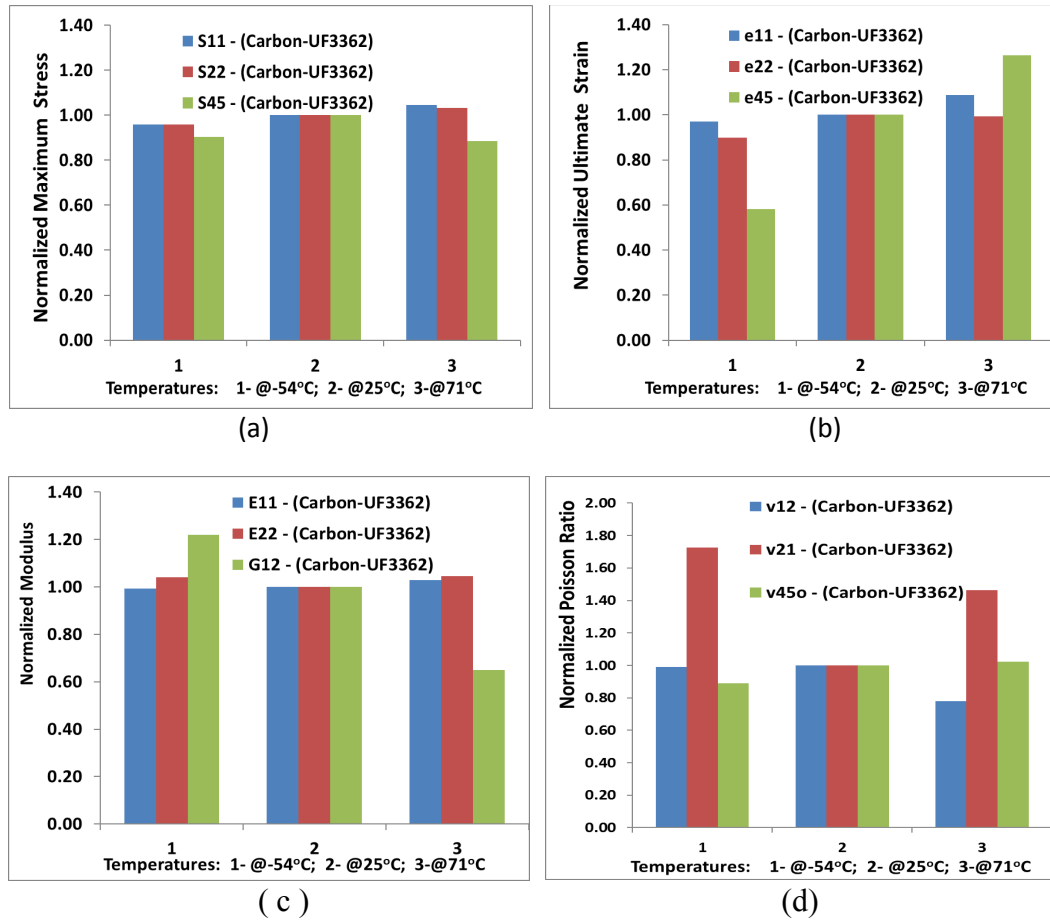 Normalized Maximum Stress
1.40
1.20
1.00
0.80
0.60
0.40
0.20
0.00
S11 - (Carbon-UF3362)
S22 - (Carbon-UF3362)
S45 - (Carbon-UF3362)
1 2 3
Temperatures: 1- @-54°C; 2- @25°C; 3-@71°C
(a)
Normalized Ultimate Strain
1.40
1.20
1.00
0.80
0.60
0.40
0.20
0.00
e11 - (Carbon-UF3362)
e22 - (Carbon-UF3362)
e45 - (Carbon-UF3362)
1 2 3
Temperatures: 1- @-54°C; 2- @25°C; 3-@71°C
(b)
Normalized Modulus
1.40
1.20
1.00
0.80
0.60
0.40
0.20
0.00
E11 - (Carbon-UF3362)
E22 - (Carbon-UF3362)
G12 - (Carbon-UF3362)
1 2 3
Temperatures: 1- @-54°C; 2- @25°C; 3-@71°C
( c )
Normalized Poisson Ratio
2.00
1.80
1.60
1.40
1.20
1.00
0.80
0.60
0.40
0.20
0.00
v12 - (Carbon-UF3362)
v21 - (Carbon-UF3362)
v45o - (Carbon-UF3362)
1 2 3
Temperatures: 1- @-54°C; 2- @25°C; 3-@71°C
(d)